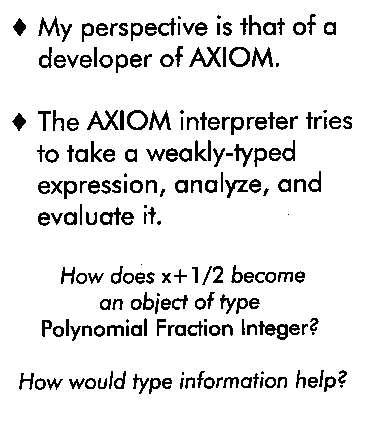 ♦ My perspective is that of a
developer of AXIOM.
♦ The AXIOM interpreter tries
to take a weakly-typed
expression, analyze, and
evaluate it.
How does x+1/2 become
an object of type
Polynomial Fraction Integer?
How would type information help?